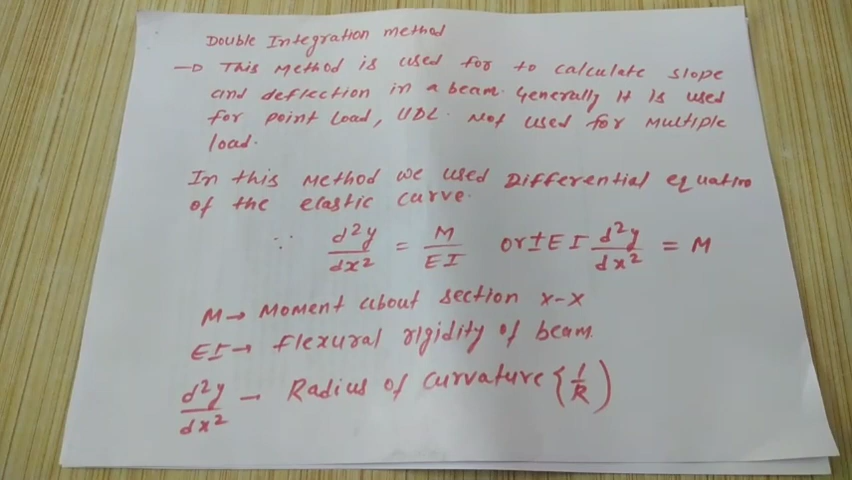 Double Integration method
→ This Method is used for to calculate slope
and deflection in a beam. Generally it is used
for point load, UDL. Not used for multiple
load.
In this method we used Differential equation
of the elastic curve.
∵ d²y/dx² = M/EI or ± EI d²y/dx² = M
M → Moment about section x-x
EI → flexural rigidity of beam.
d²y/dx² → Radius of curvature {1/R)